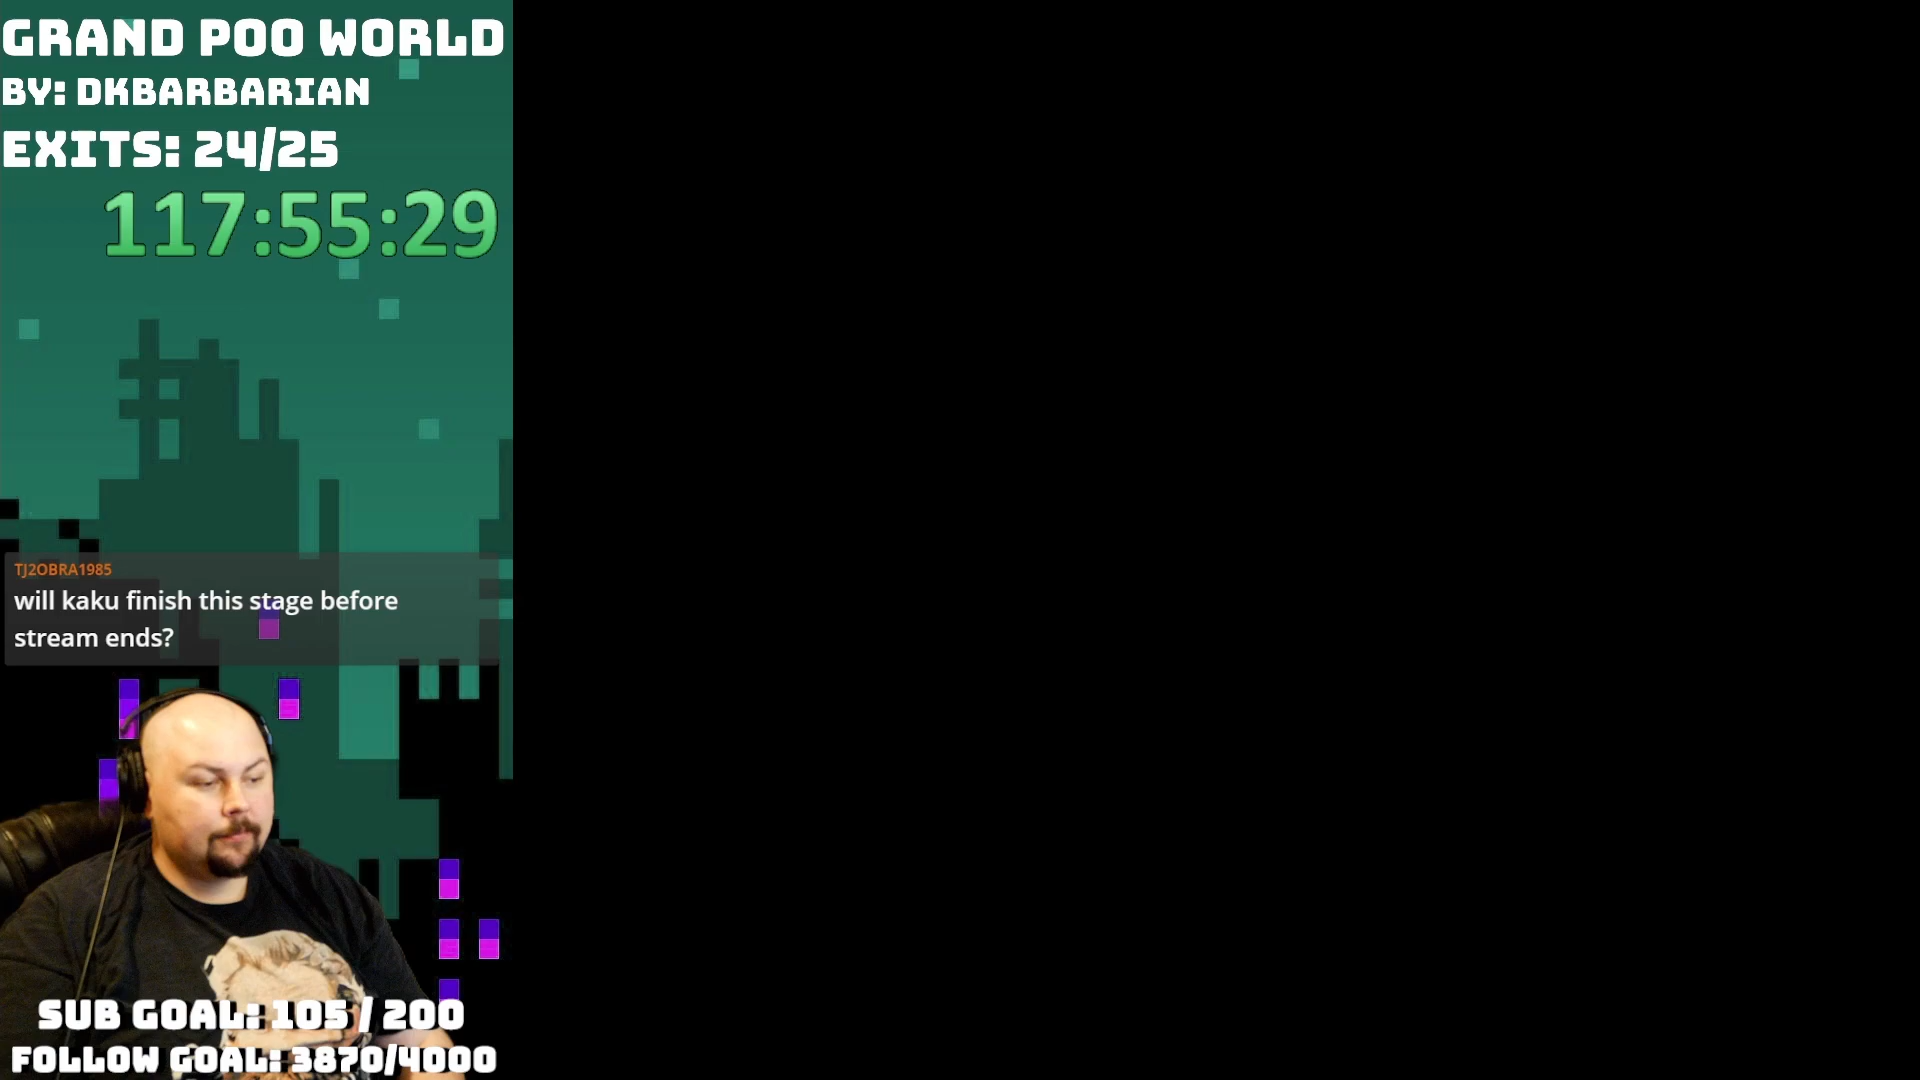 GRAND POO WORLD
BY: DKBARBARIAN
EXITS: 24/25
117:55:29
TJ2OBRA1985
will kaku finish this stage before
stream ends?
SUB GOAL: 105 / 200
FOLLOW GOAL: 3870/4000